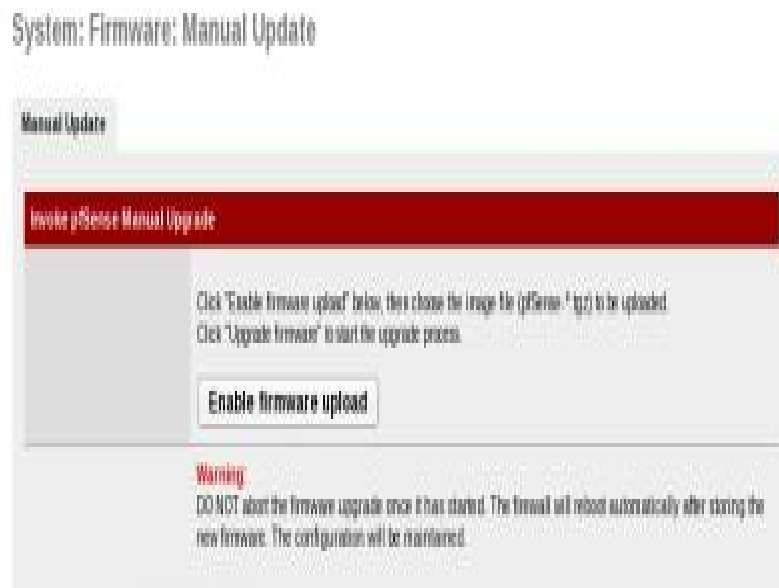 System: Firmware: Manual Update
Manual Update
Invoke pfSense Manual Upgrade
Click "Enable firmware upload" below, then choose the image file (pfSense-*.tgz) to be uploaded.
Click "Upgrade firmware" to start the upgrade process.
Enable firmware upload
Warning:
DO NOT abort the firmware upgrade once it has started. The firewall will reboot automatically after storing the
new firmware. The configuration will be maintained.